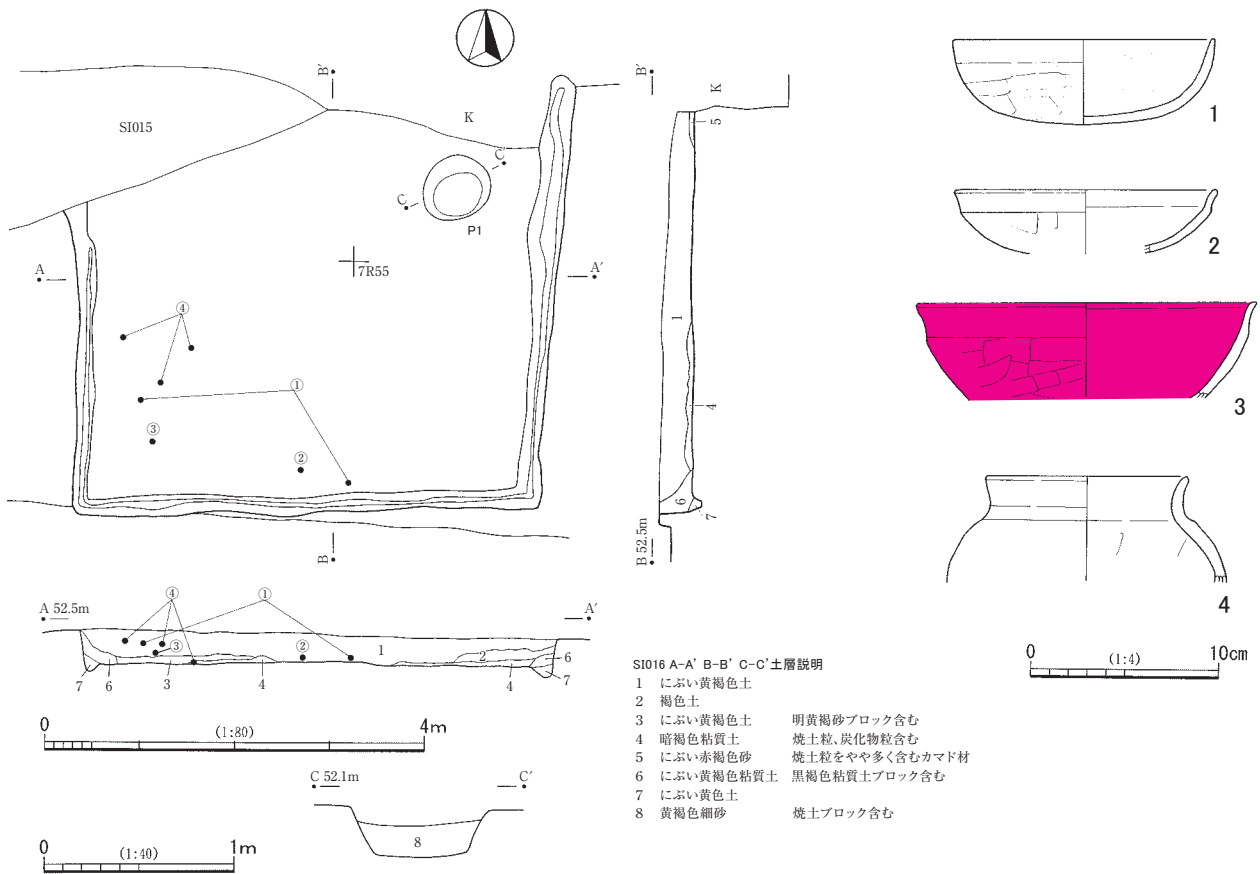 B′
SI015
K
C′
C
P1
7R55
A
A′
④
①
③
②
B
A 52.5m
A′
④
①
③
②
1
2
6
7
6
3
4
4
7
0 (1:80) 4m
C 52.1m
C′
8
0 (1:40) 1m
B′
K
5
1
4
6
7
B 52.5m
1
2
3
4
0 (1:4) 10cm
SI016 A-A' B-B' C-C'土層説明
1 にぶい黄褐色土
2 褐色土
3 にぶい黄褐色土 明黄褐砂ブロック含む
4 暗褐色粘質土 焼土粒、炭化物粒含む
5 にぶい赤褐色砂 焼土粒をやや多く含むカマド材
6 にぶい黄褐色粘質土 黒褐色粘質土ブロック含む
7 にぶい黄色土
8 黄褐色細砂 焼土ブロック含む